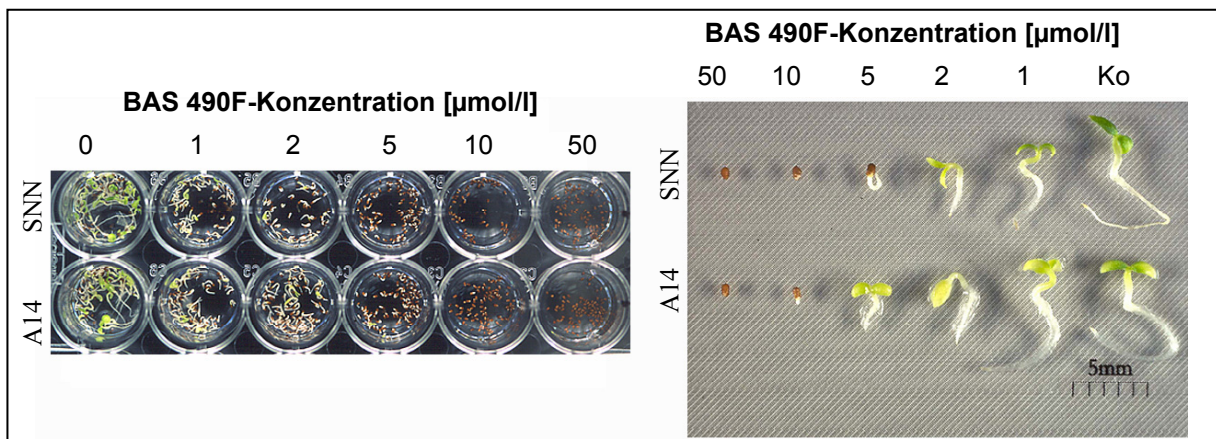 BAS 490F-Konzentration [µmol/l]
0 1 2 5 10 50
SNN
A14
BAS 490F-Konzentration [µmol/l]
50 10 5 2 1 Ko
SNN
A14
5mm